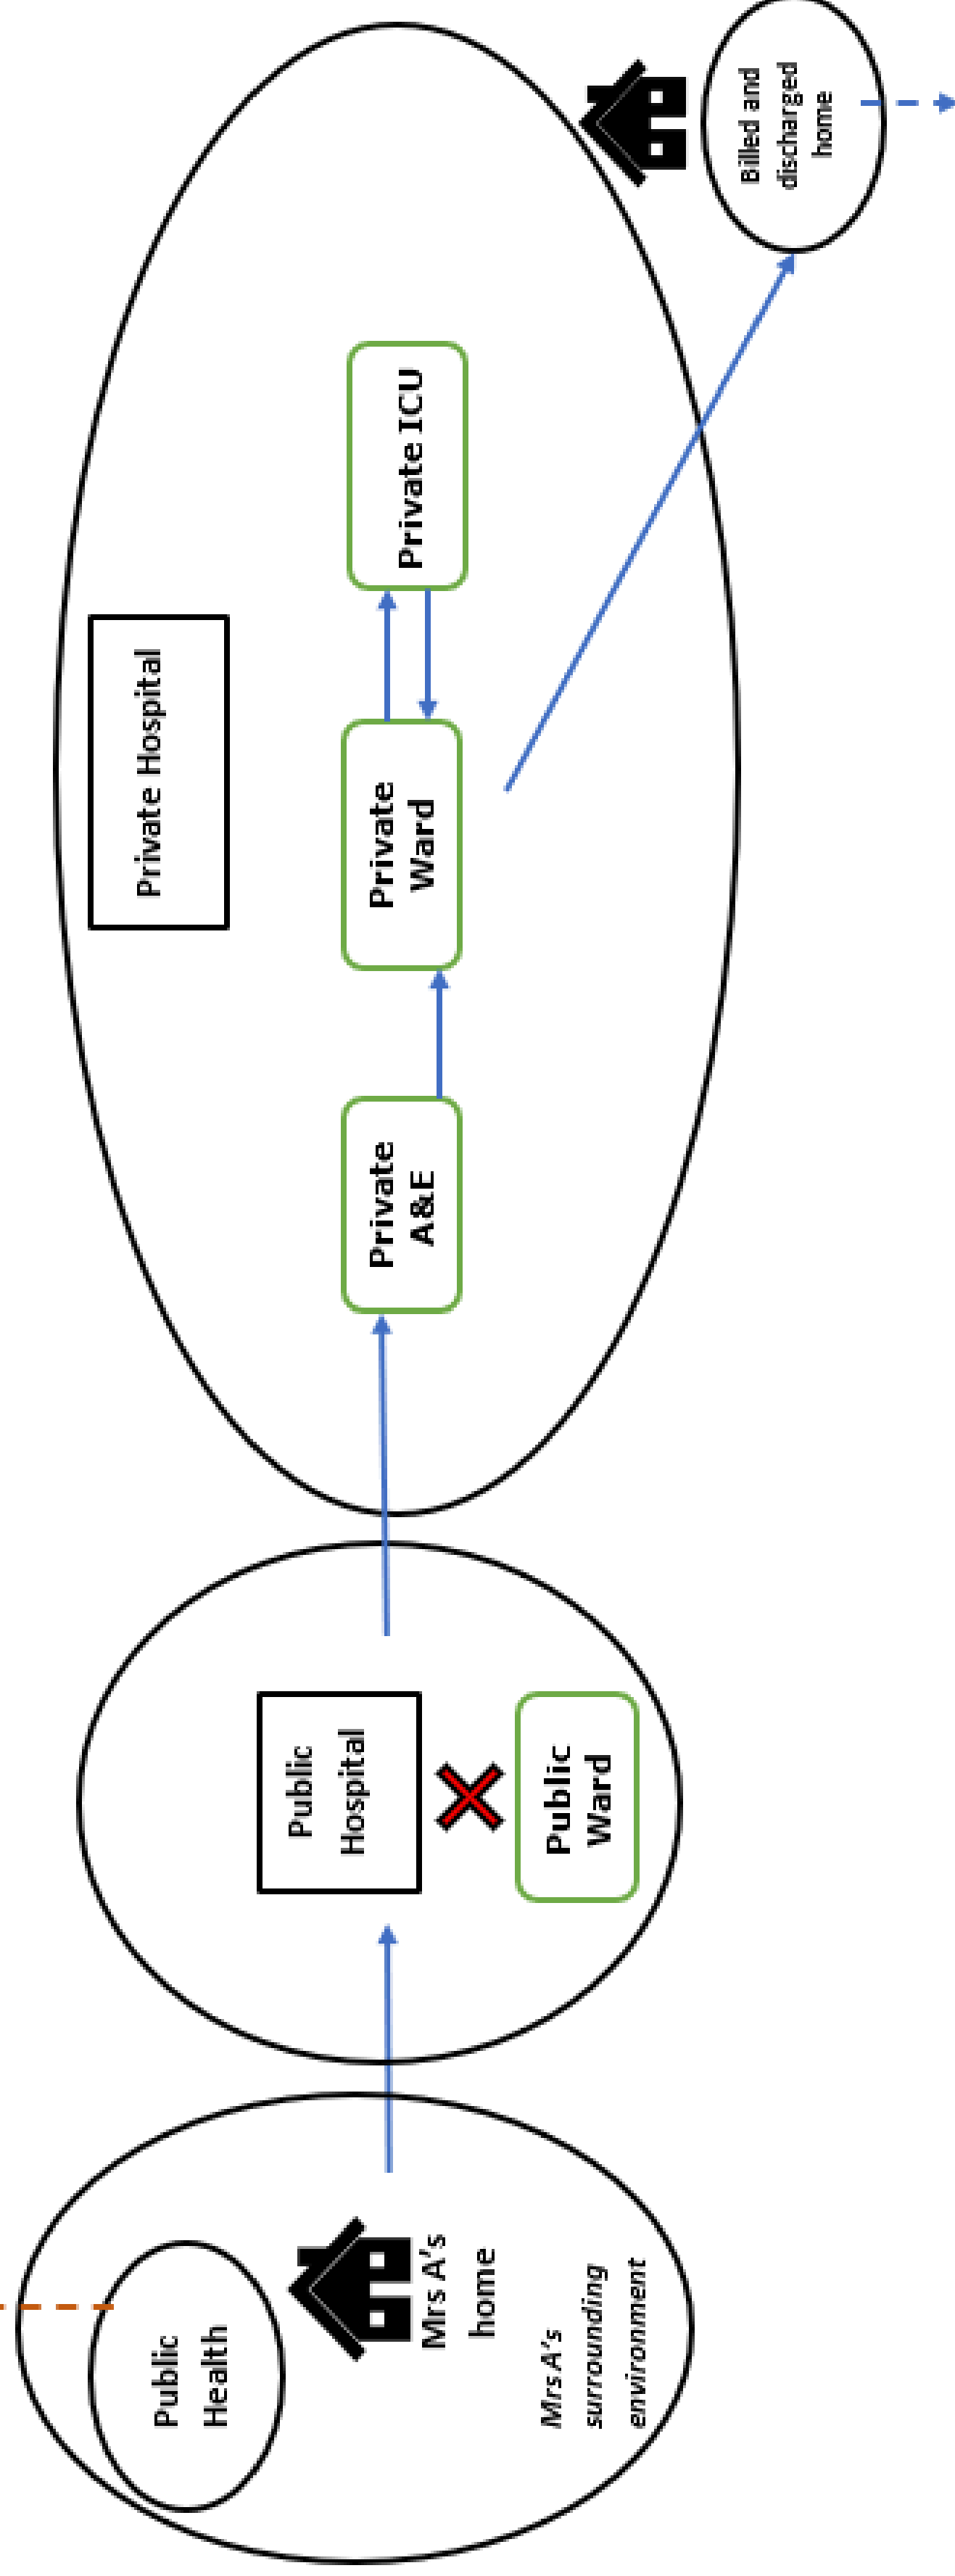 Public
Health
Mrs A's
home
Mrs A's
surrounding
environment
Public
Hospital
Public
Ward
Private Hospital
Private
A&E
Private
Ward
Private ICU
Billed and
discharged
home